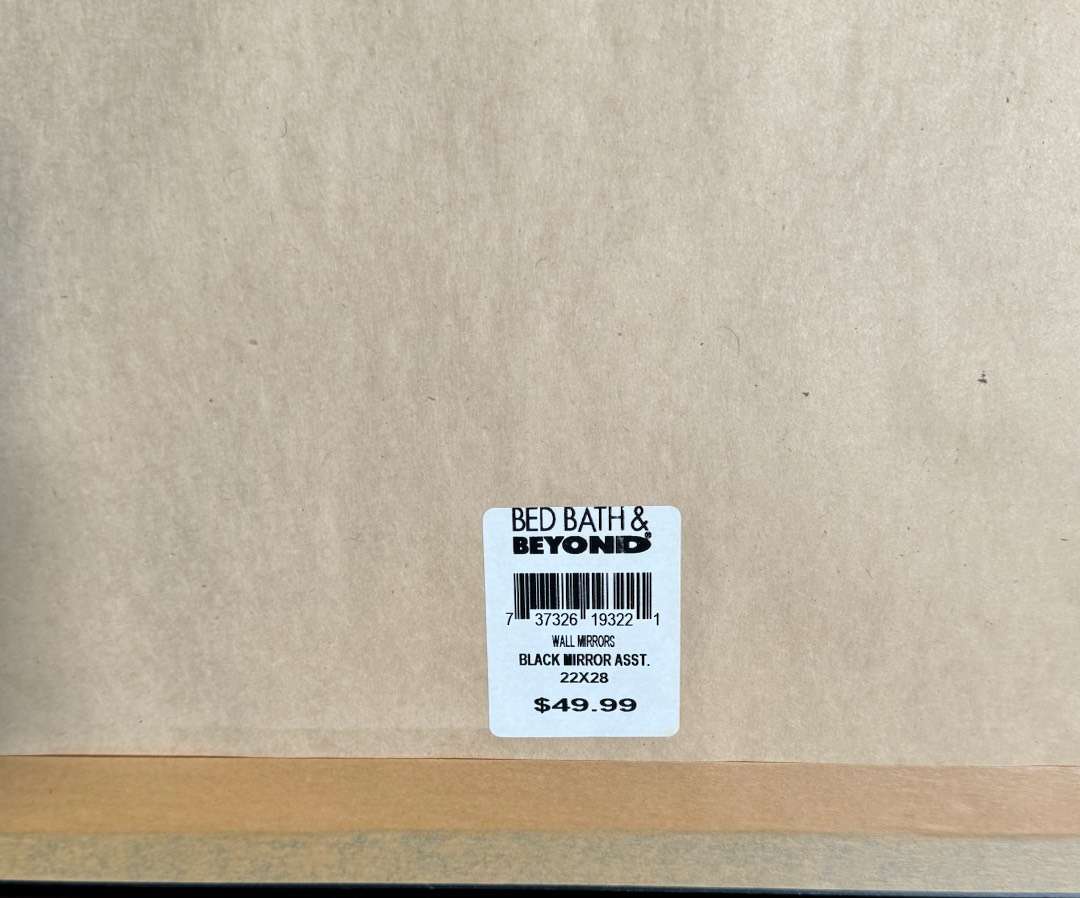 BED BATH &
BEYOND®
7 37326 19322 1
WALL MIRRORS
BLACK MIRROR ASST.
22X28
$49.99